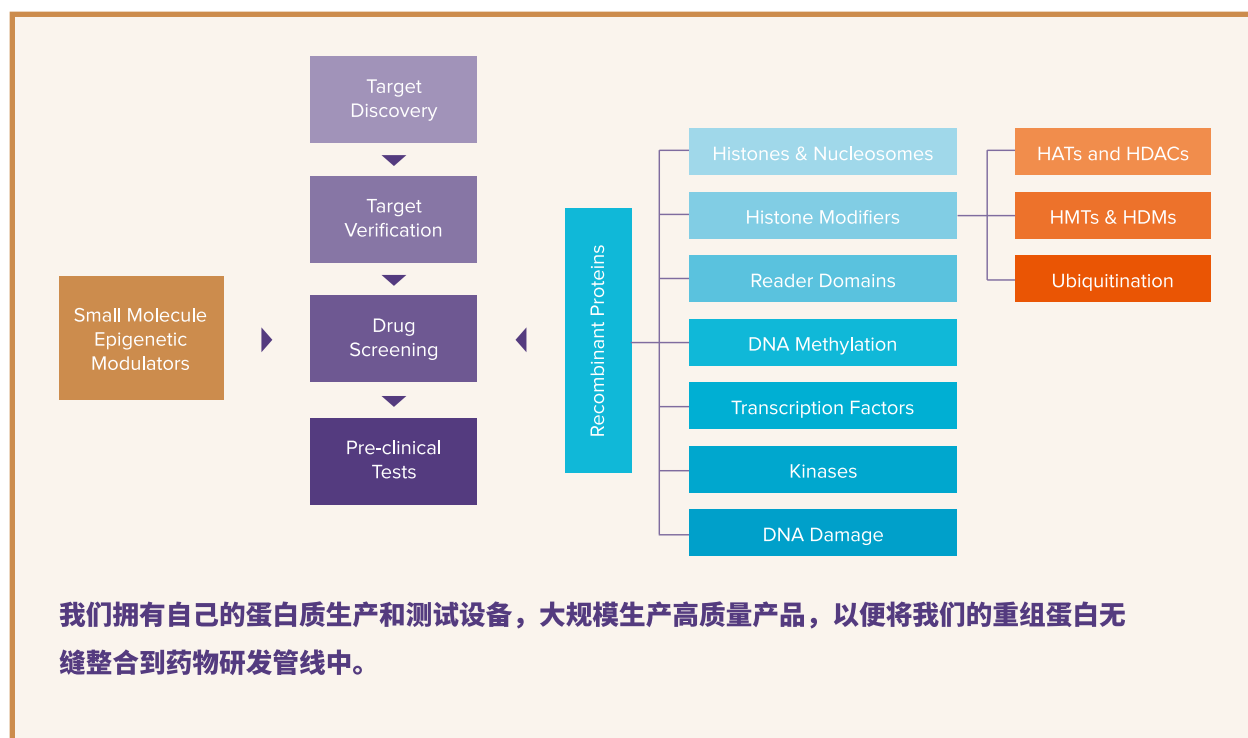 Target
Discovery
Target
Verification
Small Molecule
Epigenetic
Modulators
Drug
Screening
Pre-clinical
Tests
Recombinant Proteins
Histones & Nucleosomes
Histone Modifiers
Reader Domains
DNA Methylation
Transcription Factors
Kinases
DNA Damage
HATs and HDACs
HMTs & HDMs
Ubiquitination
我们拥有自己的蛋白质生产和测试设备，大规模生产高质量产品，以便将我们的重组蛋白无
缝整合到药物研发管线中。